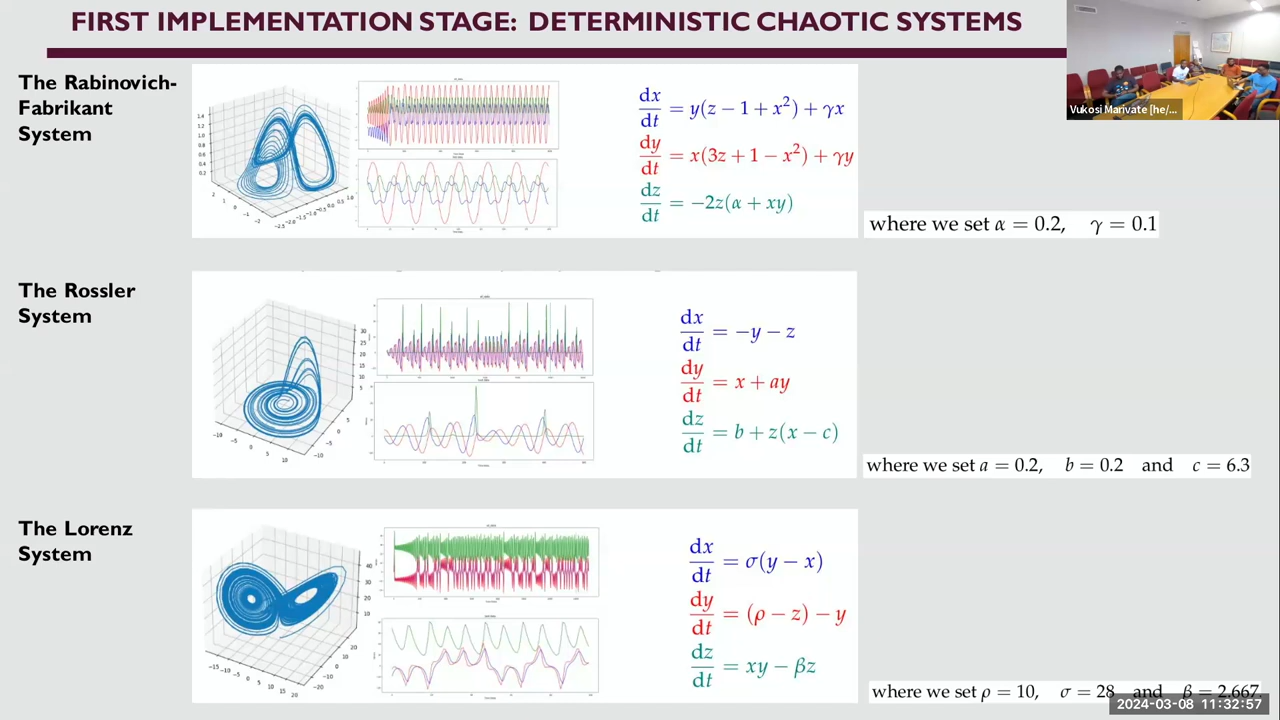 FIRST IMPLEMENTATION STAGE: DETERMINISTIC CHAOTIC SYSTEMS
Vukosi Marivate [he/...
The Rabinovich-
Fabrikant
System
dx/dt = y(z − 1 + x²) + γx
dy/dt = x(3z + 1 − x²) + γy
dz/dt = −2z(α + xy)
where we set α = 0.2, γ = 0.1
The Rossler
System
dx/dt = −y − z
dy/dt = x + ay
dz/dt = b + z(x − c)
where we set a = 0.2, b = 0.2 and c = 6.3
The Lorenz
System
dx/dt = σ(y − x)
dy/dt = (ρ − z) − y
dz/dt = xy − βz
where we set ρ = 10, σ = 28 and β = 2.667
2024-03-08 11:32:57